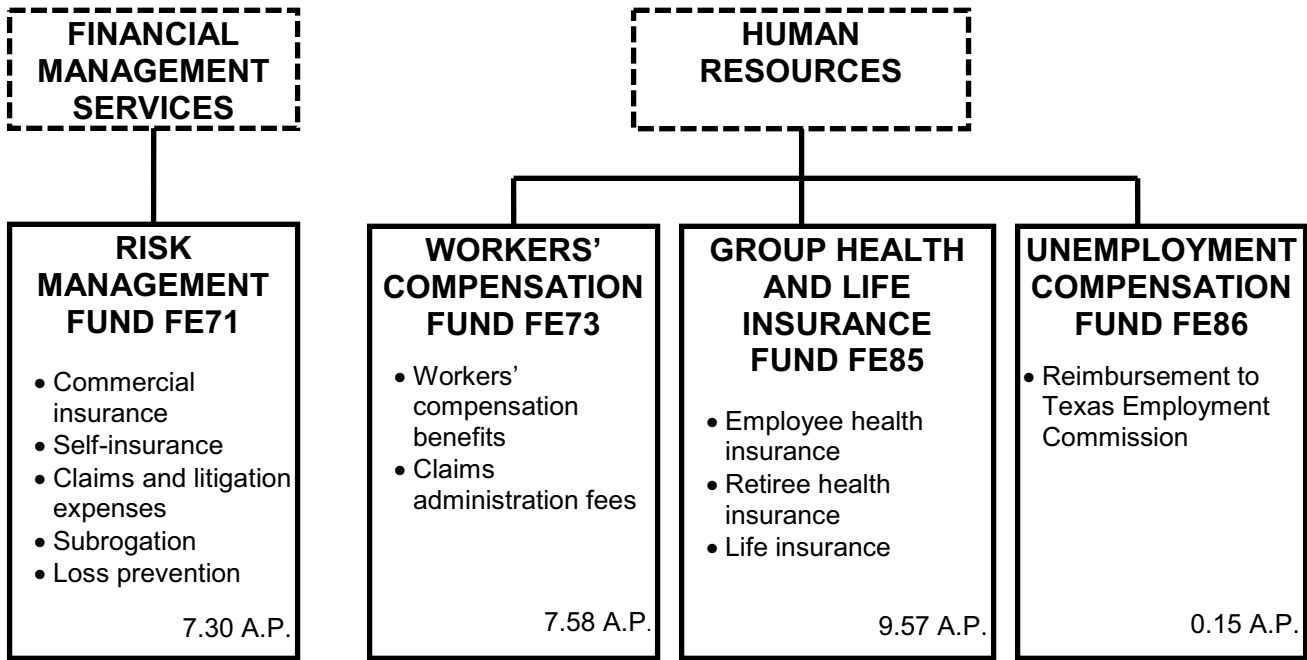 FINANCIAL
MANAGEMENT
SERVICES
HUMAN
RESOURCES
RISK
MANAGEMENT
FUND FE71
• Commercial
insurance
• Self-insurance
• Claims and litigation
expenses
• Subrogation
• Loss prevention
7.30 A.P.
WORKERS’
COMPENSATION
FUND FE73
• Workers’
compensation
benefits
• Claims
administration fees
7.58 A.P.
GROUP HEALTH
AND LIFE
INSURANCE
FUND FE85
• Employee health
insurance
• Retiree health
insurance
• Life insurance
9.57 A.P.
UNEMPLOYMENT
COMPENSATION
FUND FE86
• Reimbursement to
Texas Employment
Commission
0.15 A.P.